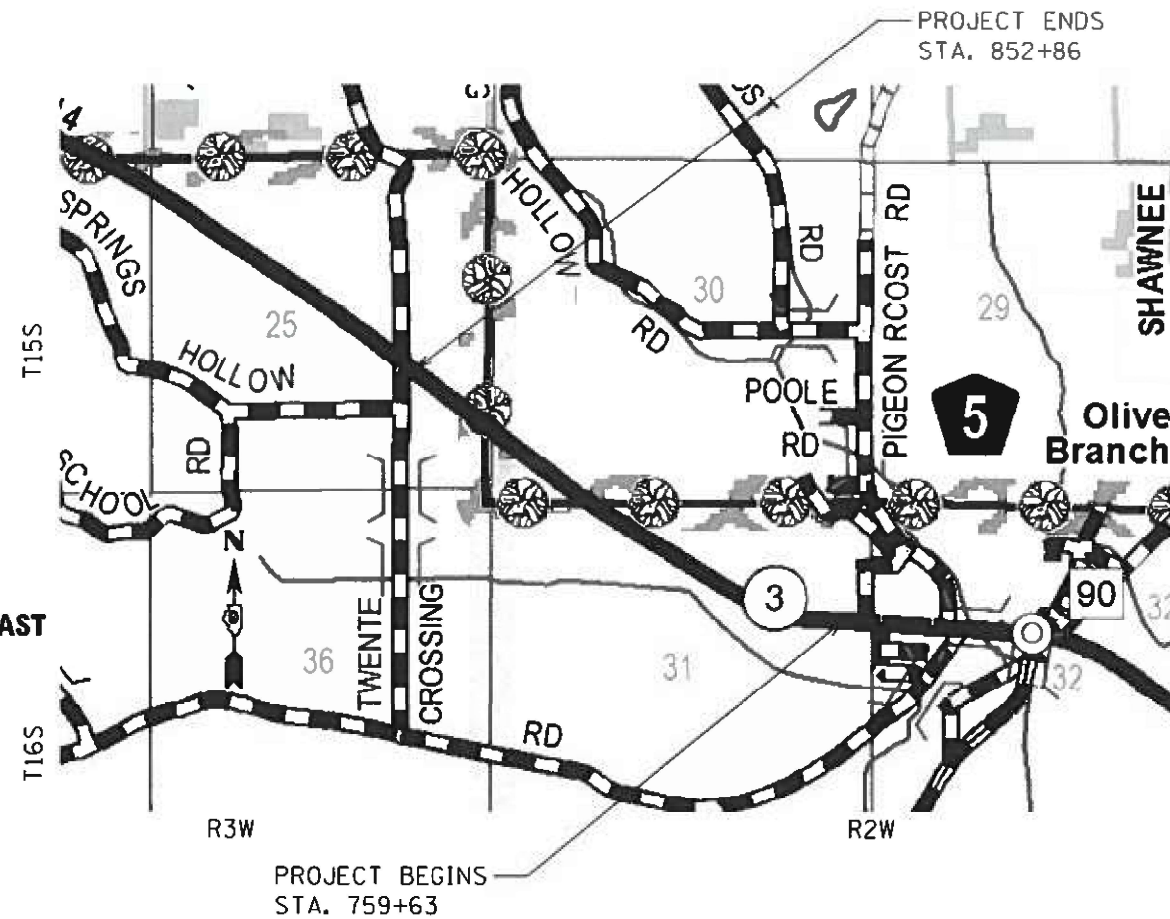 PROJECT ENDS
STA. 852+86
4
SPRINGS
HOLLOW
RD
SCHOOL
T15S
25
HOLLOW
RD
30
RD
PIGEON RCOST RD
29
SHAWNEE
POOLE
RD
5
Olive
Branch
N
AST
36
TWENTE
CROSSING
3
31
90
32
32
RD
T16S
R3W
R2W
PROJECT BEGINS
STA. 759+63